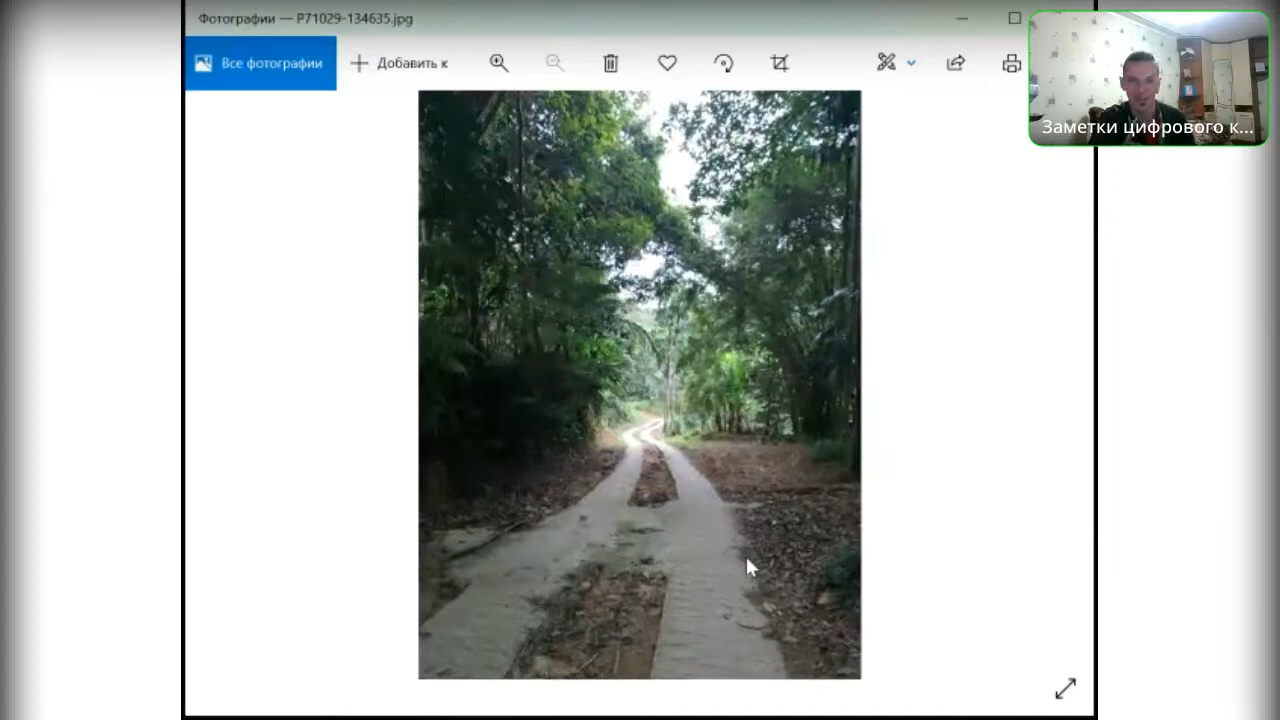 Фотографии — P71029-134635.jpg
Все фотографии
Добавить к
Заметки цифрового к...